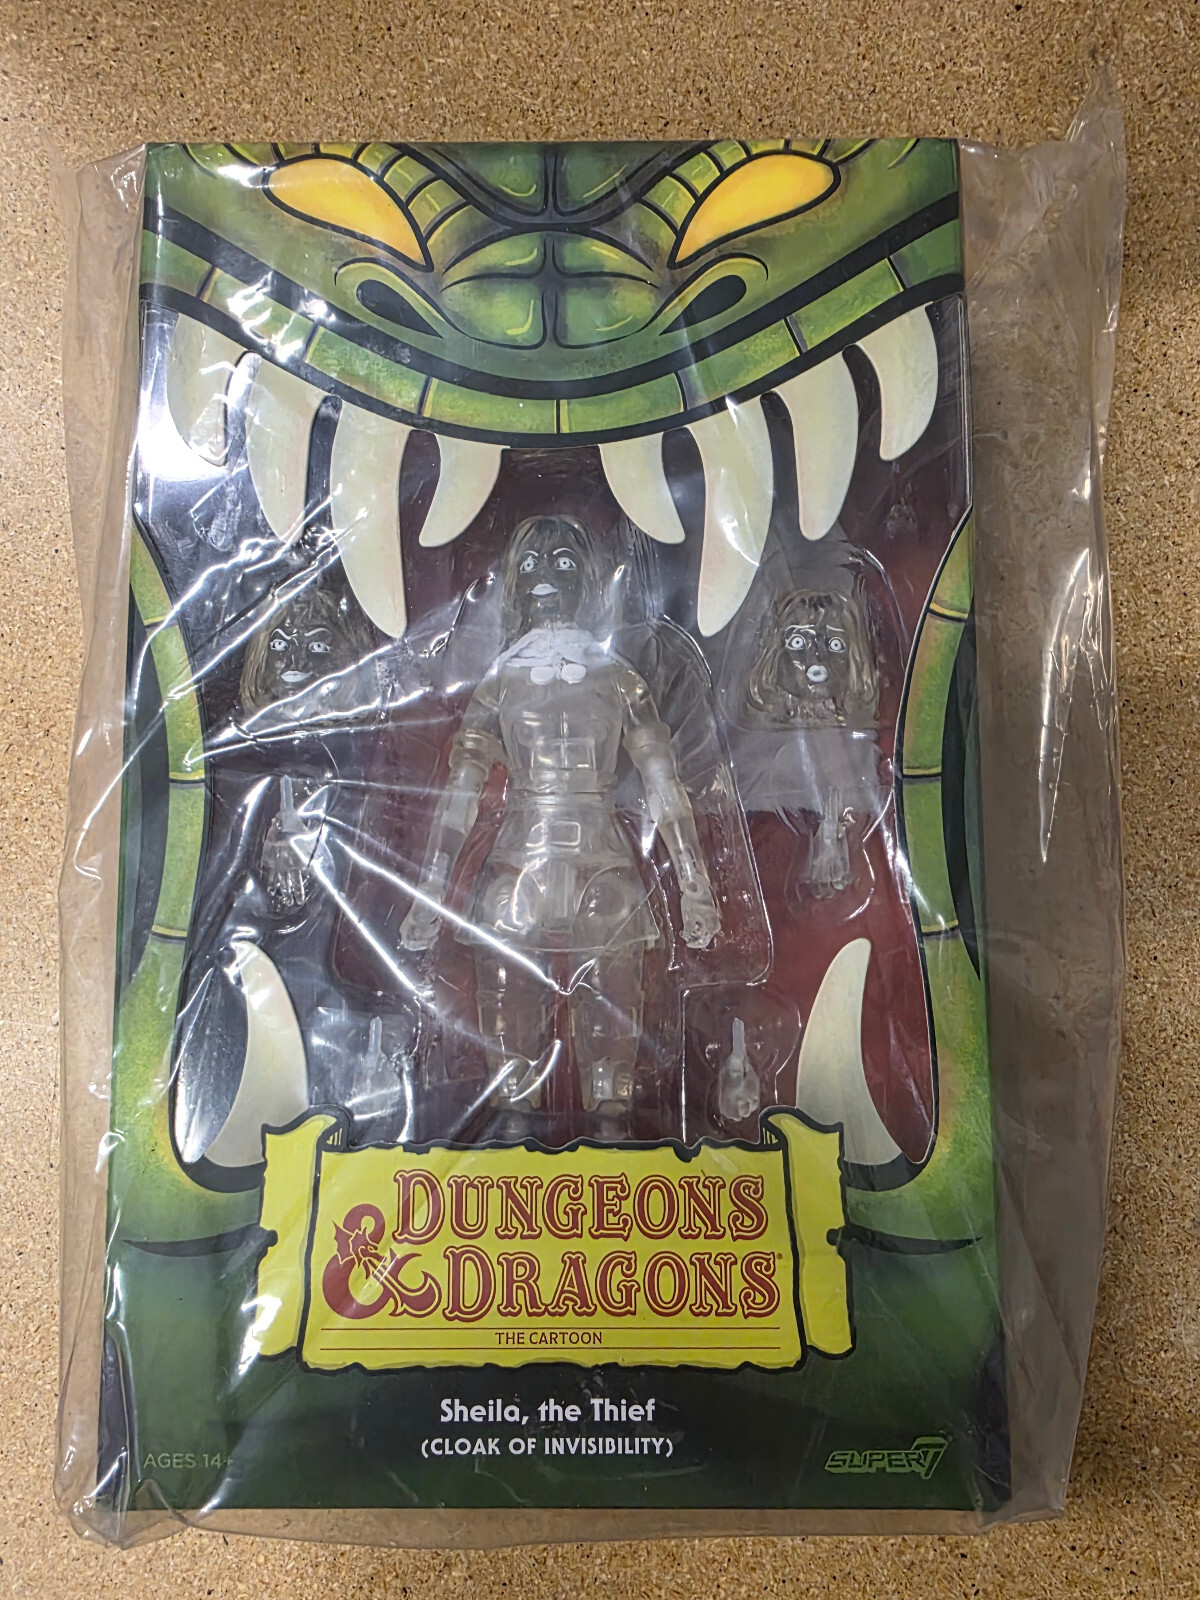 DUNGEONS
& DRAGONS
THE CARTOON
Sheila, the Thief
(CLOAK OF INVISIBILITY)
AGES 14+
SUPER7